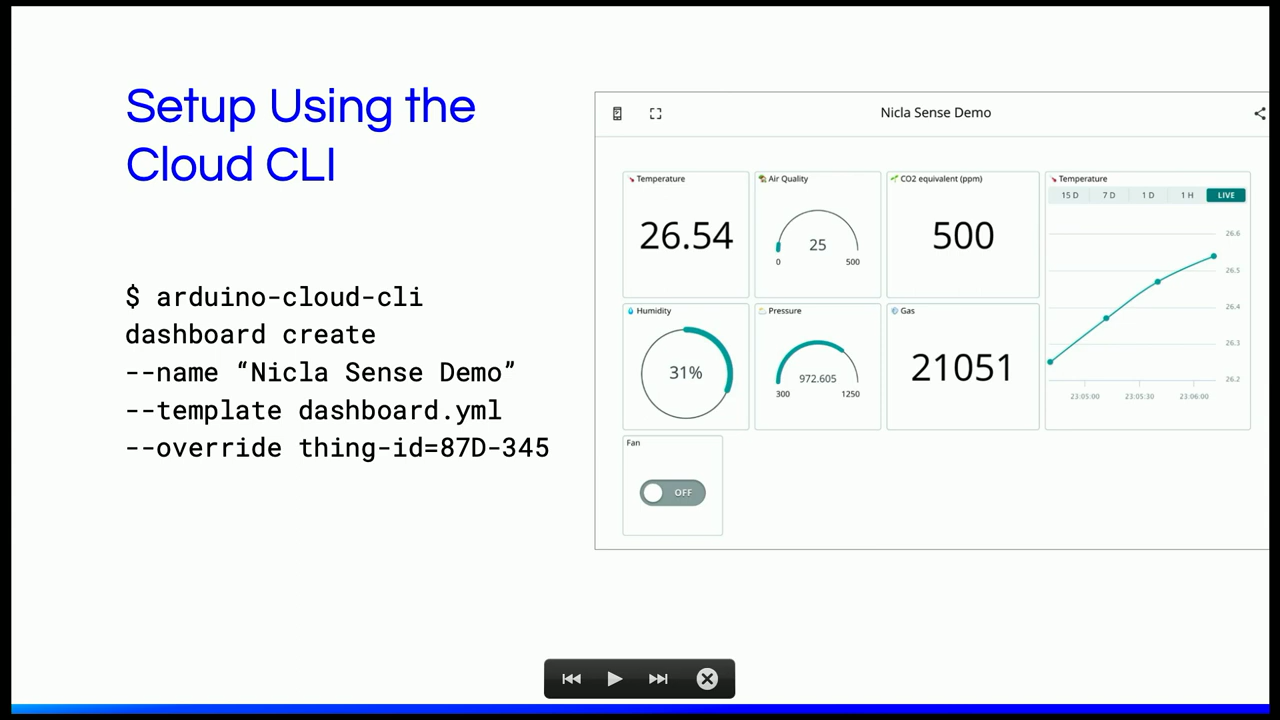 Setup Using the
Cloud CLI
$ arduino-cloud-cli
dashboard create
--name “Nicla Sense Demo”
--template dashboard.yml
--override thing-id=87D-345
Nicla Sense Demo
Temperature
26.54
Air Quality
25
0 500
CO2 equivalent (ppm)
500
Temperature
15 D 7 D 1 D 1 H LIVE
26.6
26.5
26.4
26.3
26.2
23:05:00 23:05:30 23:06:00
Humidity
31%
Pressure
972.605
300 1250
Gas
21051
Fan
OFF